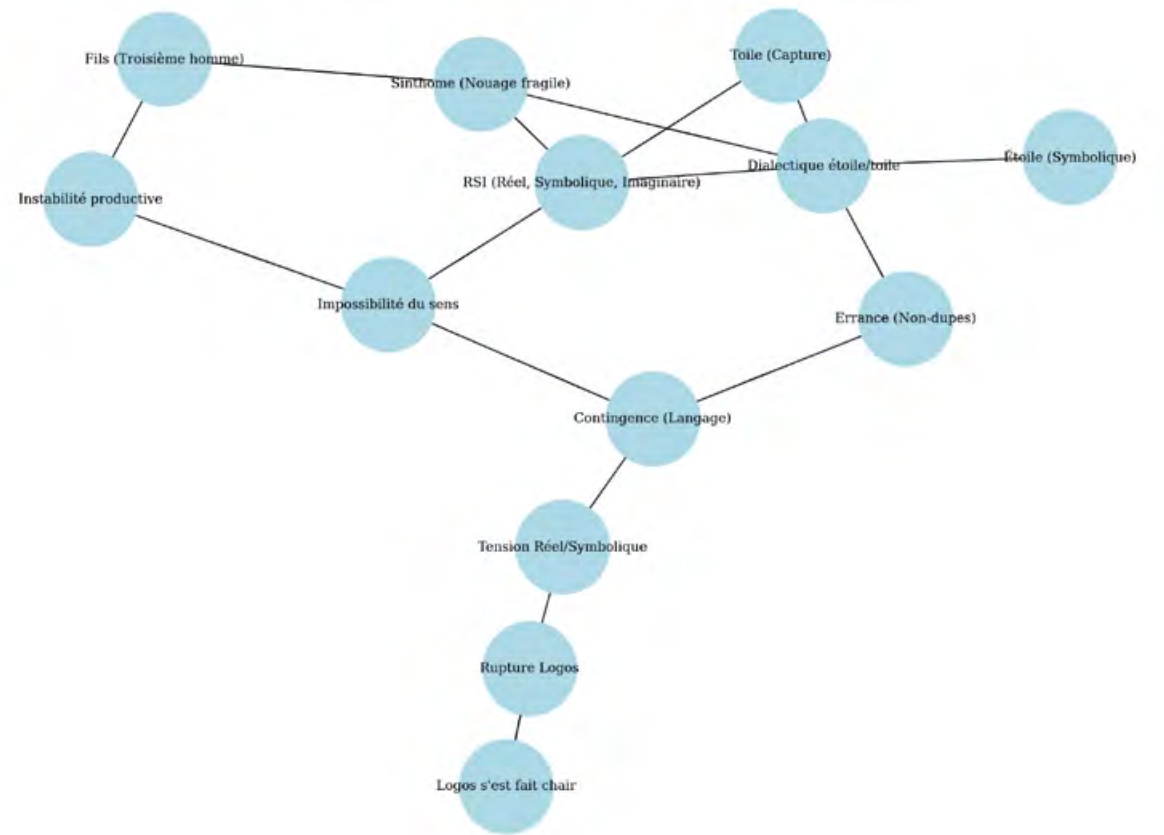 Toile (Capture)
Fils (Troisième homme)
Sinthome (Nouage fragile)
Étoile (Symbolique)
Dialectique étoile/toile
RSI (Réel, Symbolique, Imaginaire)
Instabilité productive
Impossibilité du sens
Errance (Non-dupes)
Contingence (Langage)
Tension Réel/Symbolique
Rupture Logos
Logos s'est fait chair